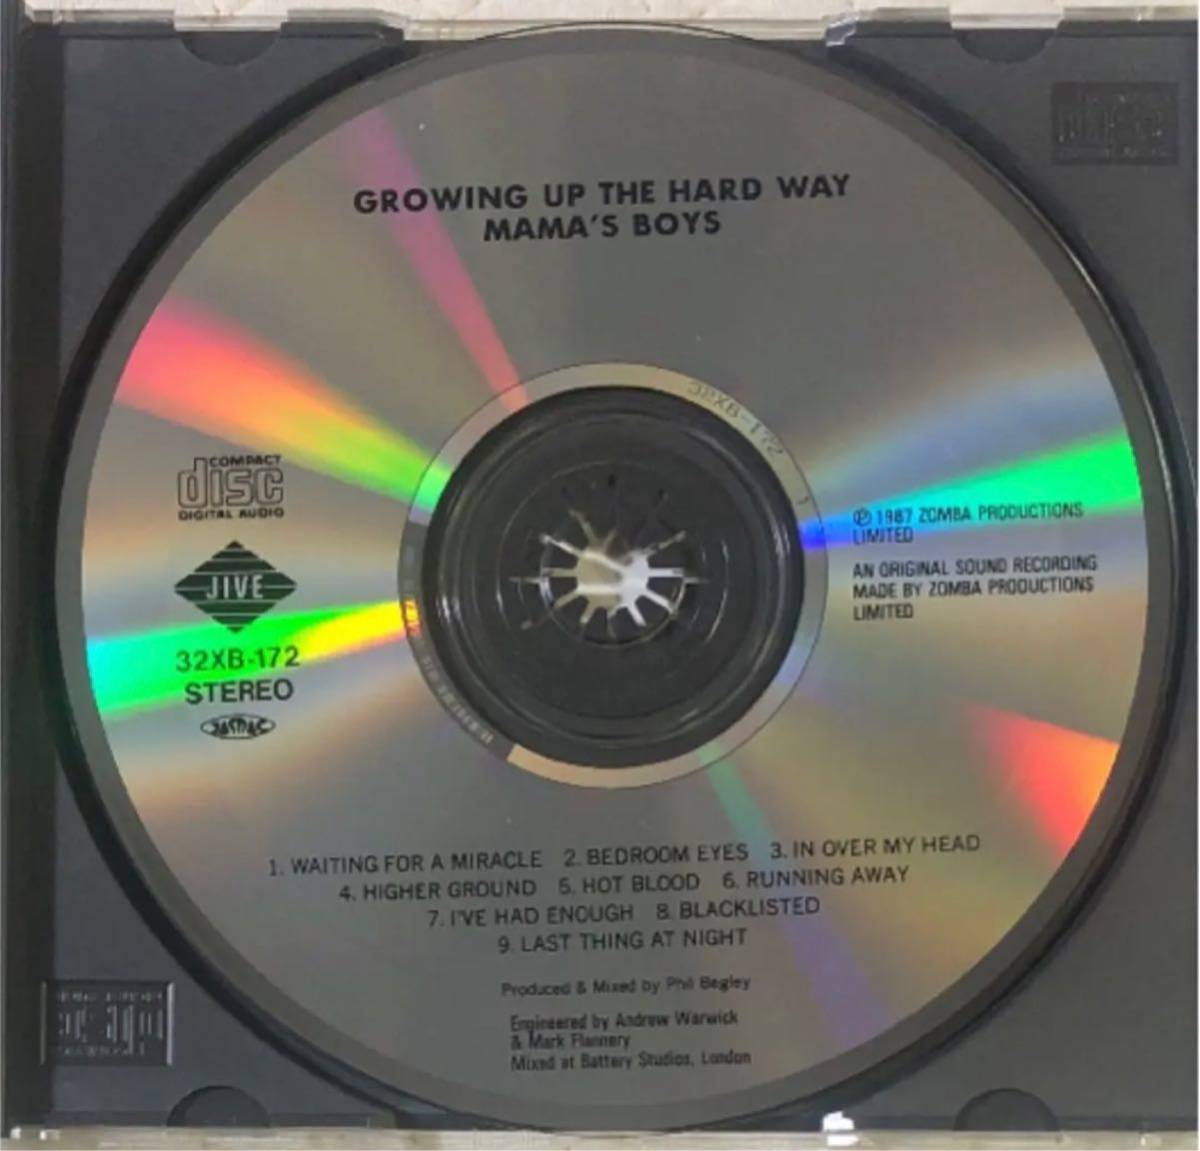 GROWING UP THE HARD WAY
MAMA'S BOYS
32XB-172
1
COMPACT
disc
DIGITAL AUDIO
JIVE
32XB-172
STEREO
JASRAC
Ⓟ 1987 ZOMBA PRODUCTIONS
LIMITED
AN ORIGINAL SOUND RECORDING
MADE BY ZOMBA PRODUCTIONS
LIMITED
1. WAITING FOR A MIRACLE 2. BEDROOM EYES 3. IN OVER MY HEAD
4. HIGHER GROUND 5. HOT BLOOD 6. RUNNING AWAY
7. I'VE HAD ENOUGH 8. BLACKLISTED
9. LAST THING AT NIGHT
Produced & Mixed by Phil Begley
Engineered by Andrew Warwick
& Mark Flannery
Mixed at Battery Studios, London